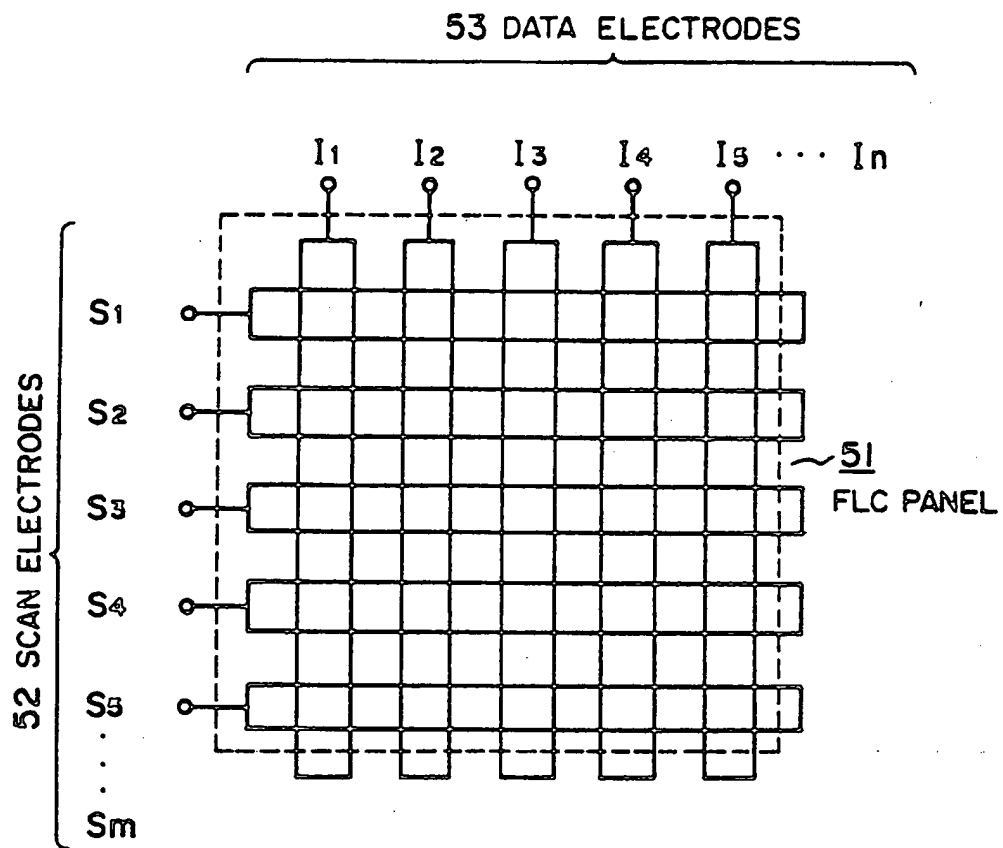 53 DATA ELECTRODES
I1 I2 I3 I4 I5 ··· In
S1
S2
51
S3
FLC PANEL
S4
S5
·
·
·
Sm
52 SCAN ELECTRODES